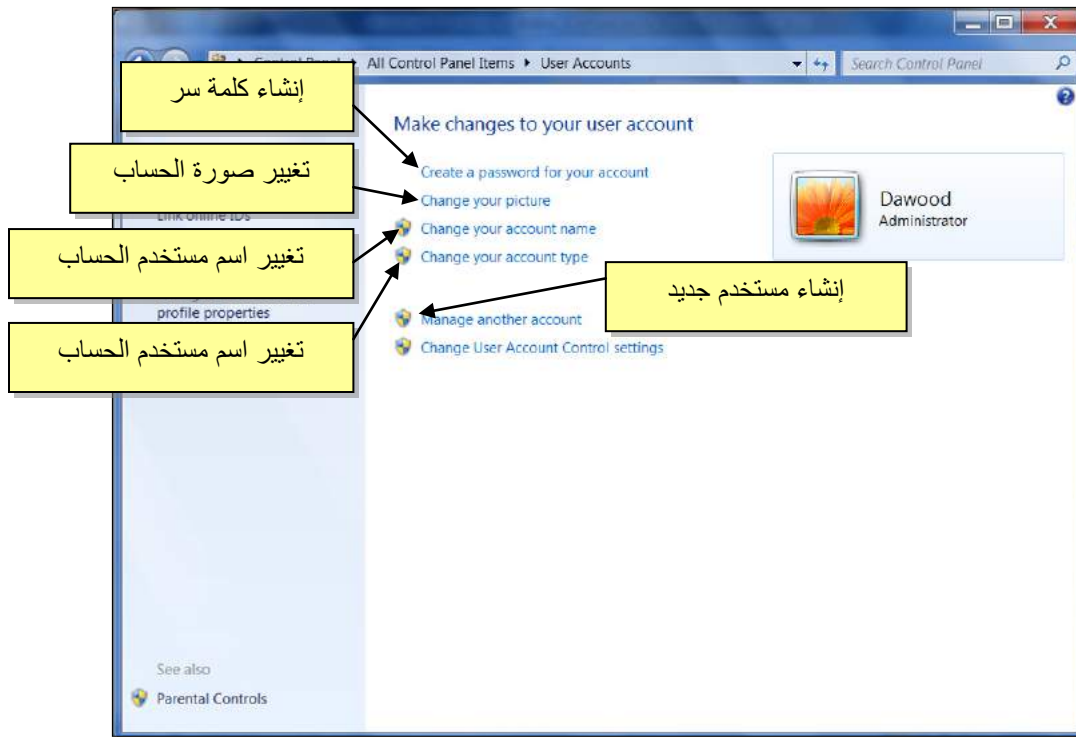 All Control Panel Items ▸ User Accounts
Search Control Panel
إنشاء كلمة سر
Make changes to your user account
Create a password for your account
تغيير صورة الحساب
Change your picture
Dawood
Administrator
Link online IDs
Change your account name
تغيير اسم مستخدم الحساب
Change your account type
إنشاء مستخدم جديد
profile properties
Manage another account
تغيير اسم مستخدم الحساب
Change User Account Control settings
See also
Parental Controls